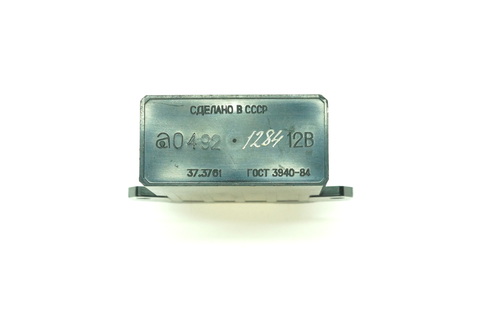 СДЕЛАНО В СССР
0492 · 1284 12В
37.3761 ГОСТ 3940-84